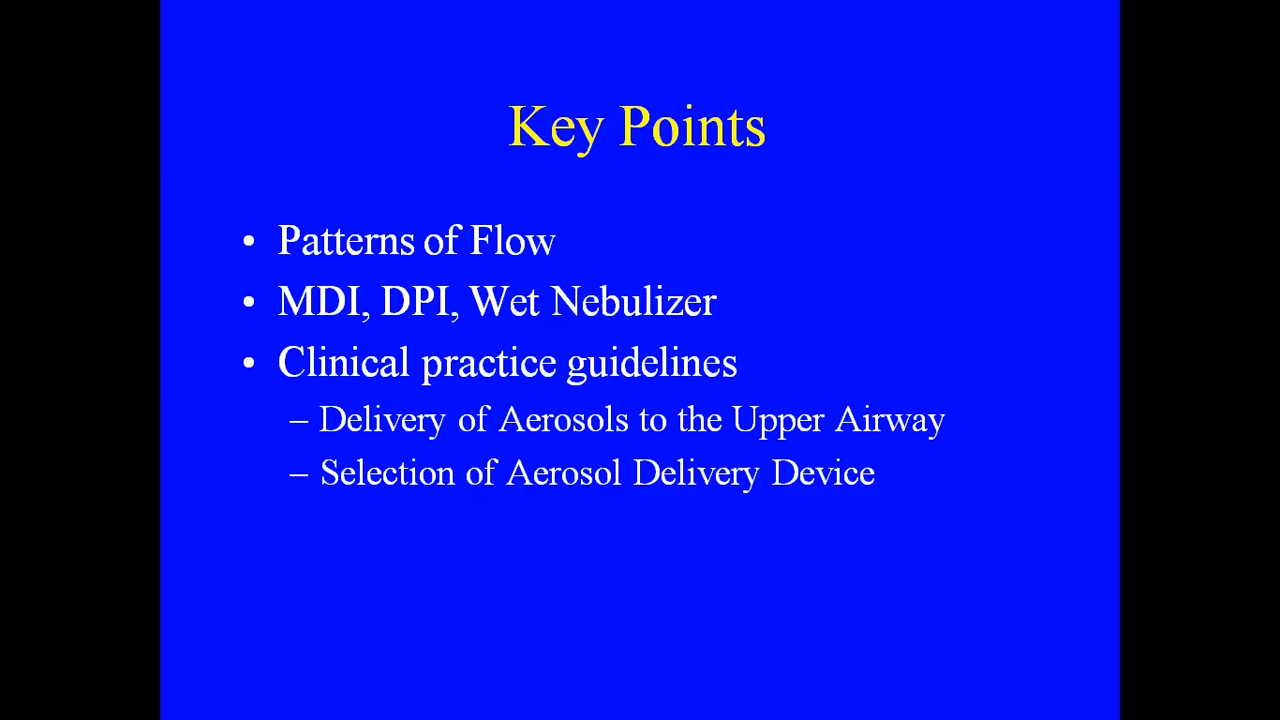 Key Points
• Patterns of Flow
• MDI, DPI, Wet Nebulizer
• Clinical practice guidelines
– Delivery of Aerosols to the Upper Airway
– Selection of Aerosol Delivery Device